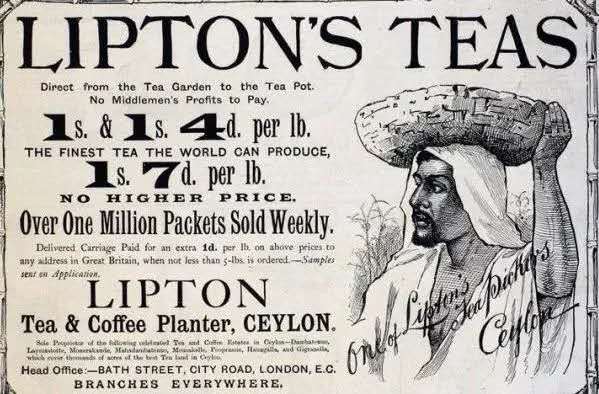 LIPTON'S TEAS
Direct from the Tea Garden to the Tea Pot.
No Middlemen's Profits to Pay.
1s. & 1s. 4d. per lb.
THE FINEST TEA THE WORLD CAN PRODUCE,
1s. 7d. per lb.
NO HIGHER PRICE.
Over One Million Packets Sold Weekly.
Delivered Carriage Paid for an extra 1d. per lb. on above prices to
any address in Great Britain, when not less than 5-lbs. is ordered.—Samples
sent on Application.
LIPTON
Tea & Coffee Planter, CEYLON.
Sole Proprietor of the following celebrated Tea and Coffee Estates in Ceylon—Dambatenne,
Laymastotte, Monerakande, Mahadambatenne, Mousakelle, Pooprassie, Hanagalla, and Gigranella,
which cover thousands of acres of the best Tea land in Ceylon.
Head Office:—BATH STREET, CITY ROAD, LONDON, E.C.
BRANCHES EVERYWHERE.
One of Lipton's
Tea Pickers
Ceylon